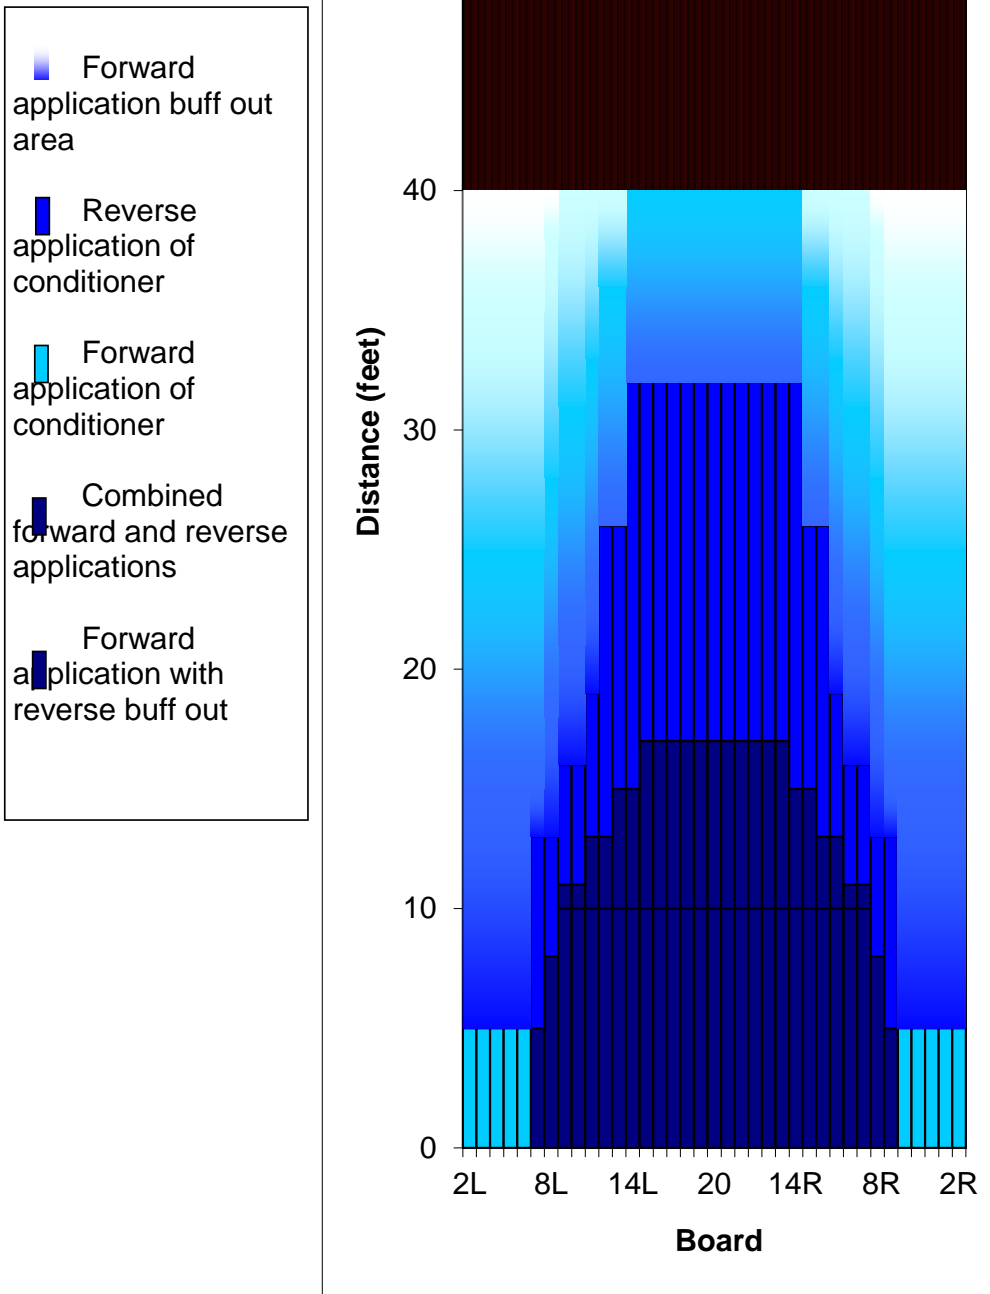 Forward
application buff out
area
Reverse
application of
conditioner
Forward
application of
conditioner
Combined
forward and reverse
applications
Forward
application with
reverse buff out
Distance (feet)
40
30
20
10
0
2L 8L 14L 20 14R 8R 2R
Board